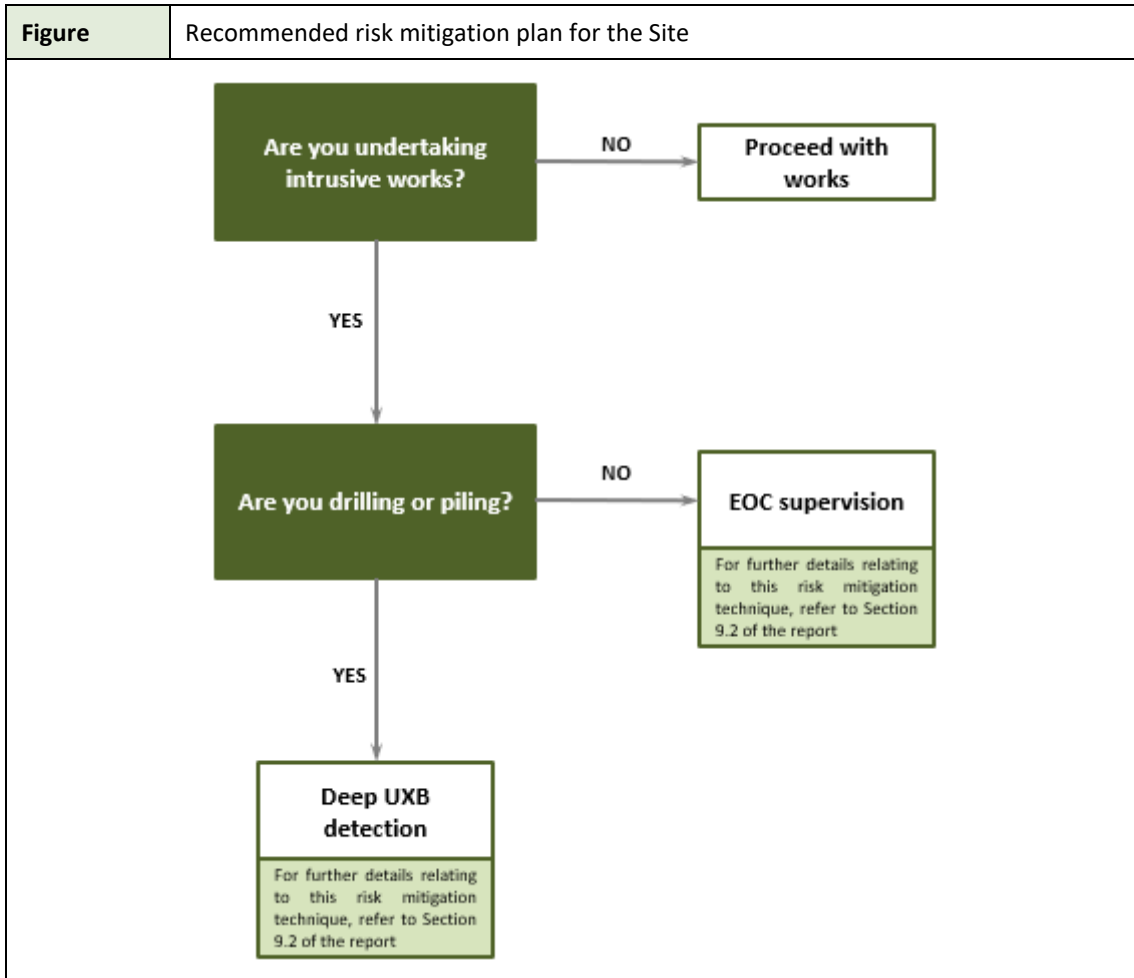 Figure
Recommended risk mitigation plan for the Site
Are you undertaking
intrusive works?
NO
Proceed with
works
YES
Are you drilling or piling?
NO
EOC supervision
For further details relating
to this risk mitigation
technique, refer to Section
9.2 of the report
YES
Deep UXB
detection
For further details relating
to this risk mitigation
technique, refer to Section
9.2 of the report